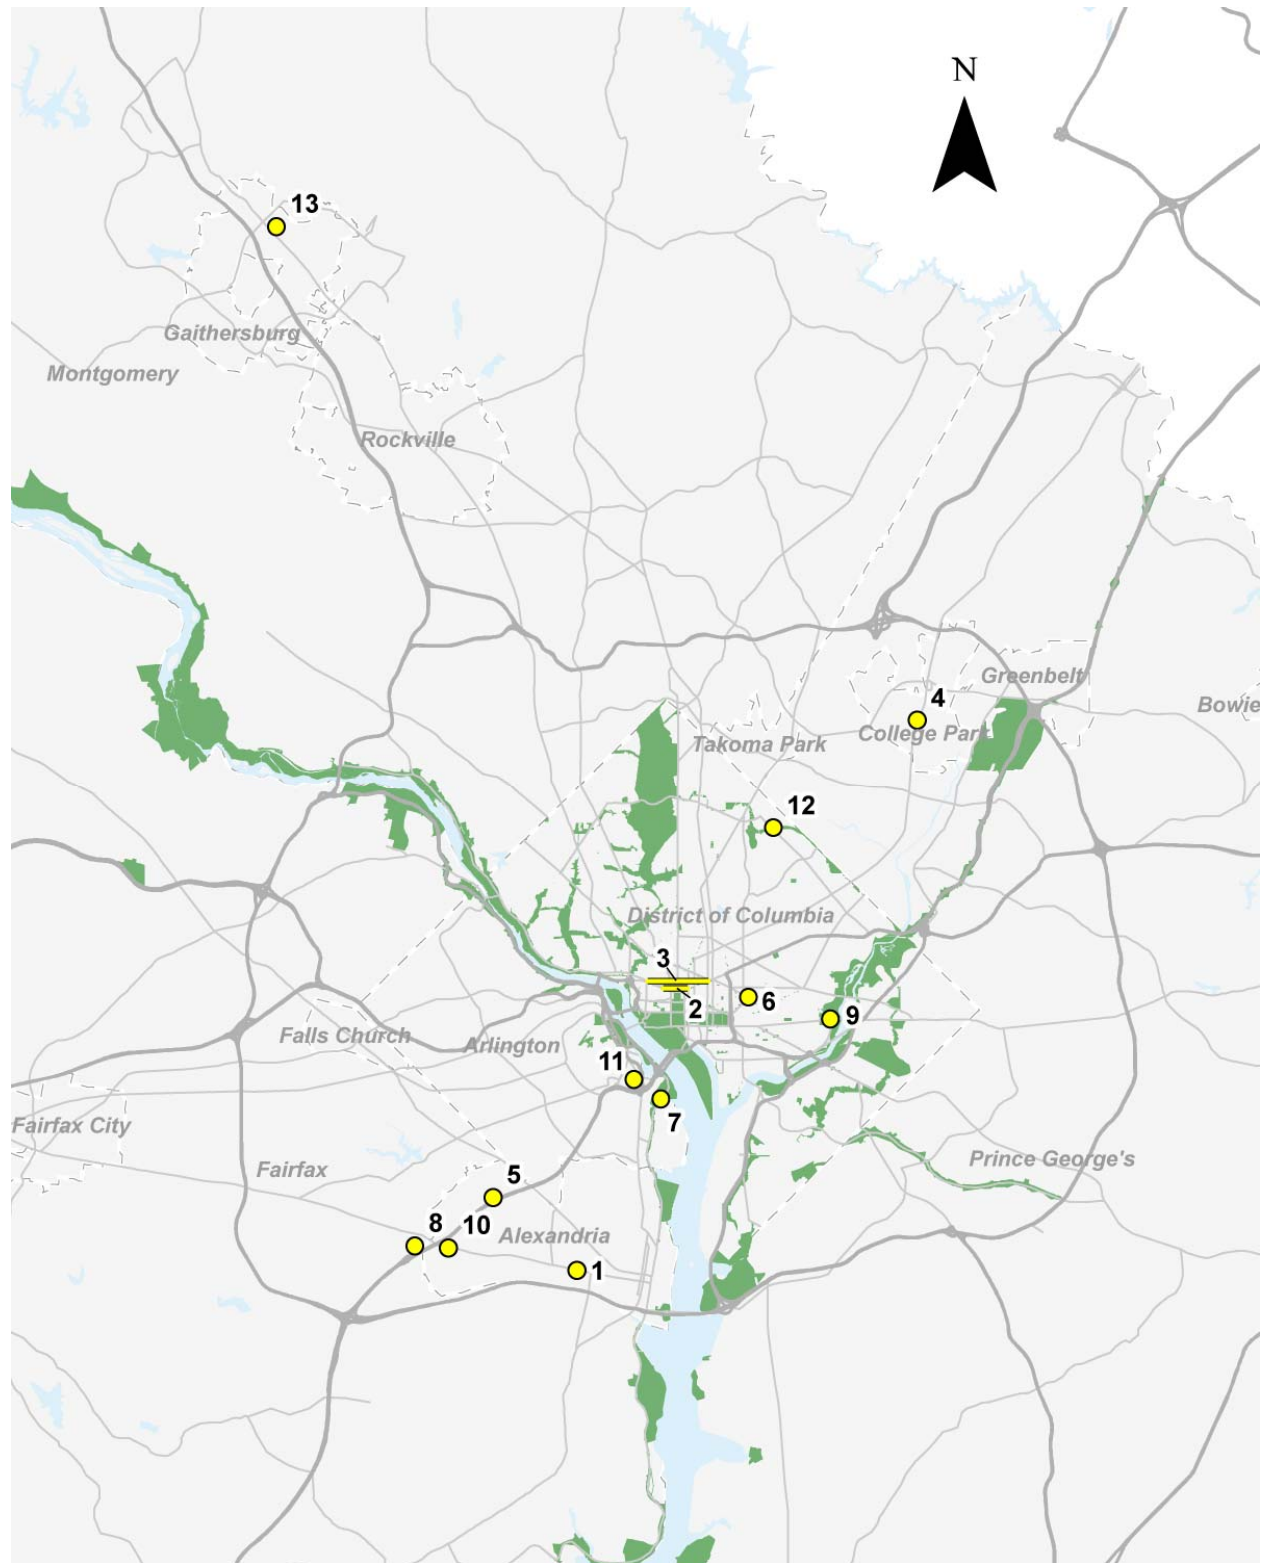 N
13
Gaithersburg
Montgomery
Rockville
Greenbelt
4
Bowie
College Park
Takoma Park
12
District of Columbia
3
2
6
9
Falls Church
Arlington
11
7
Fairfax City
Prince George's
Fairfax
5
8
10
Alexandria
1